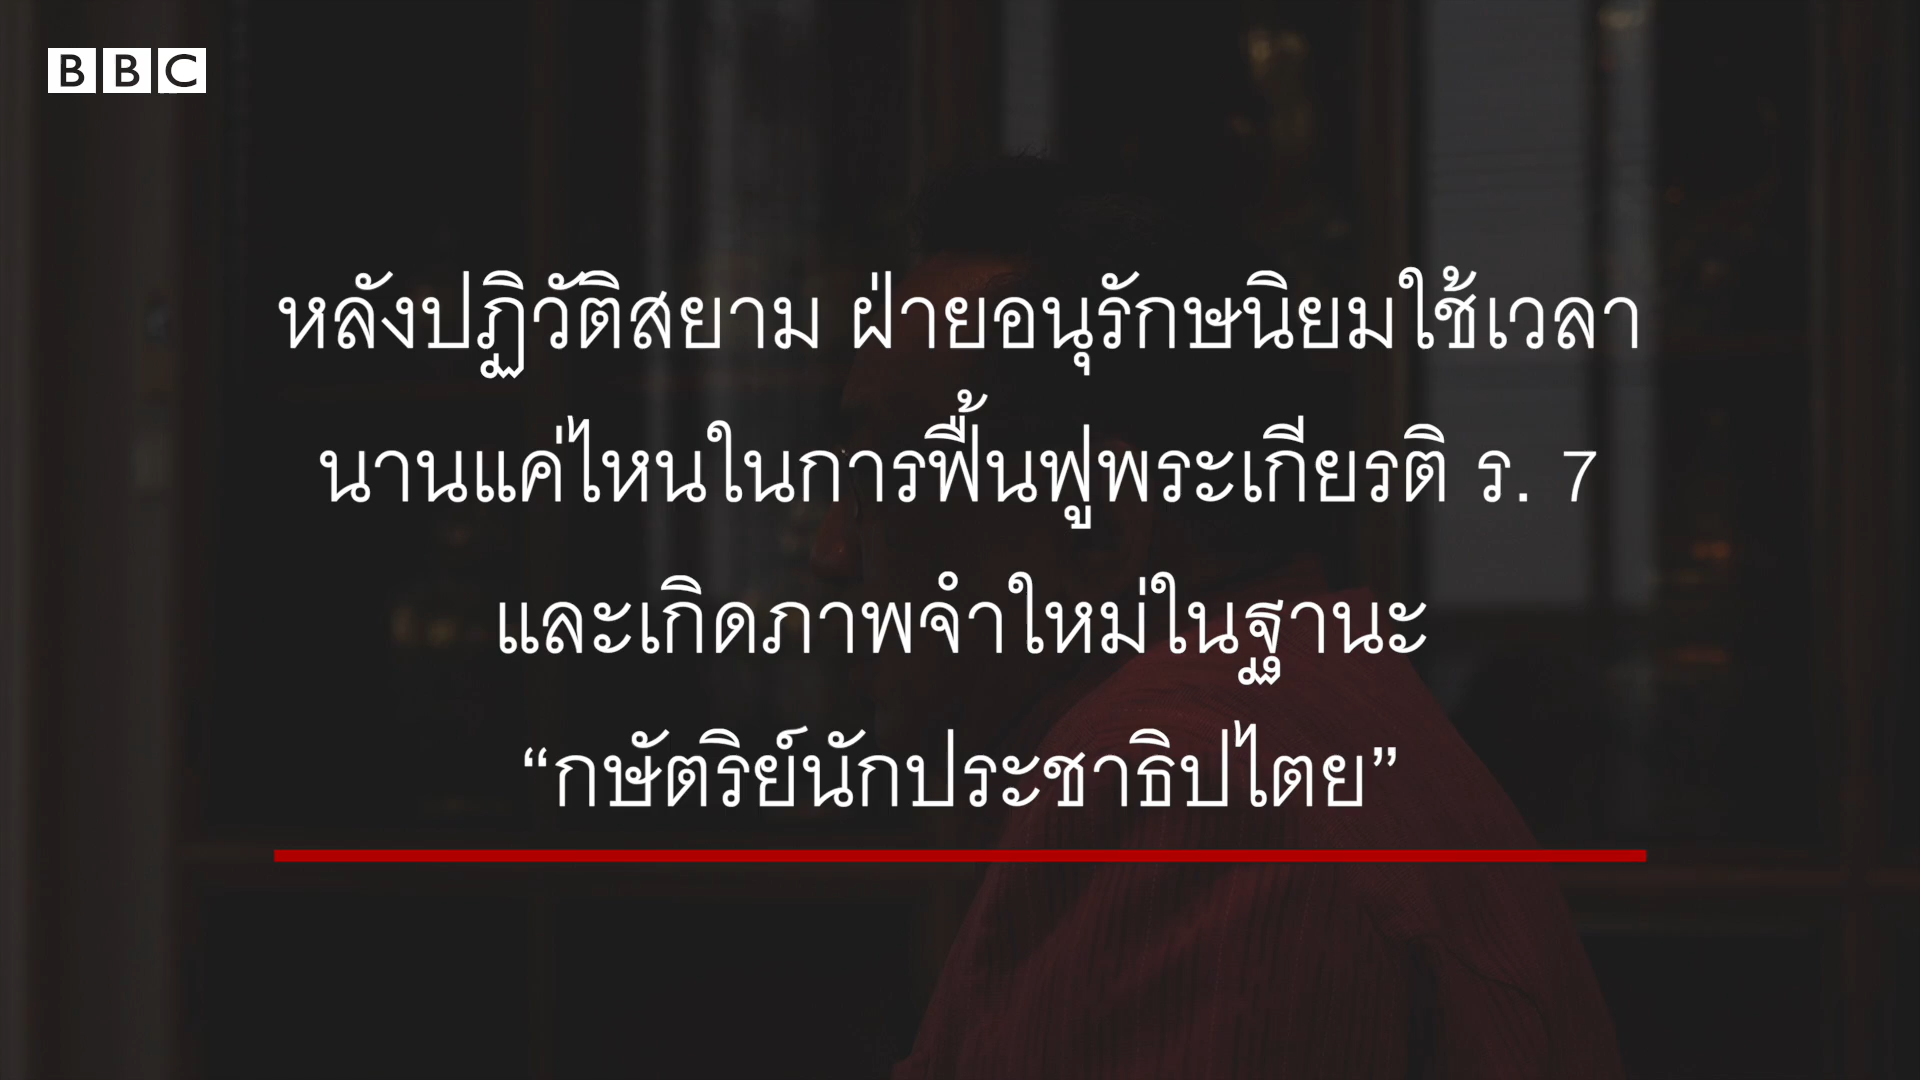 BBC
หลังปฏิวัติสยาม ฝ่ายอนุรักษนิยมใช้เวลา
นานแค่ไหนในการฟื้นฟูพระเกียรติ ร. 7
และเกิดภาพจำใหม่ในฐานะ
“กษัตริย์นักประชาธิปไตย”